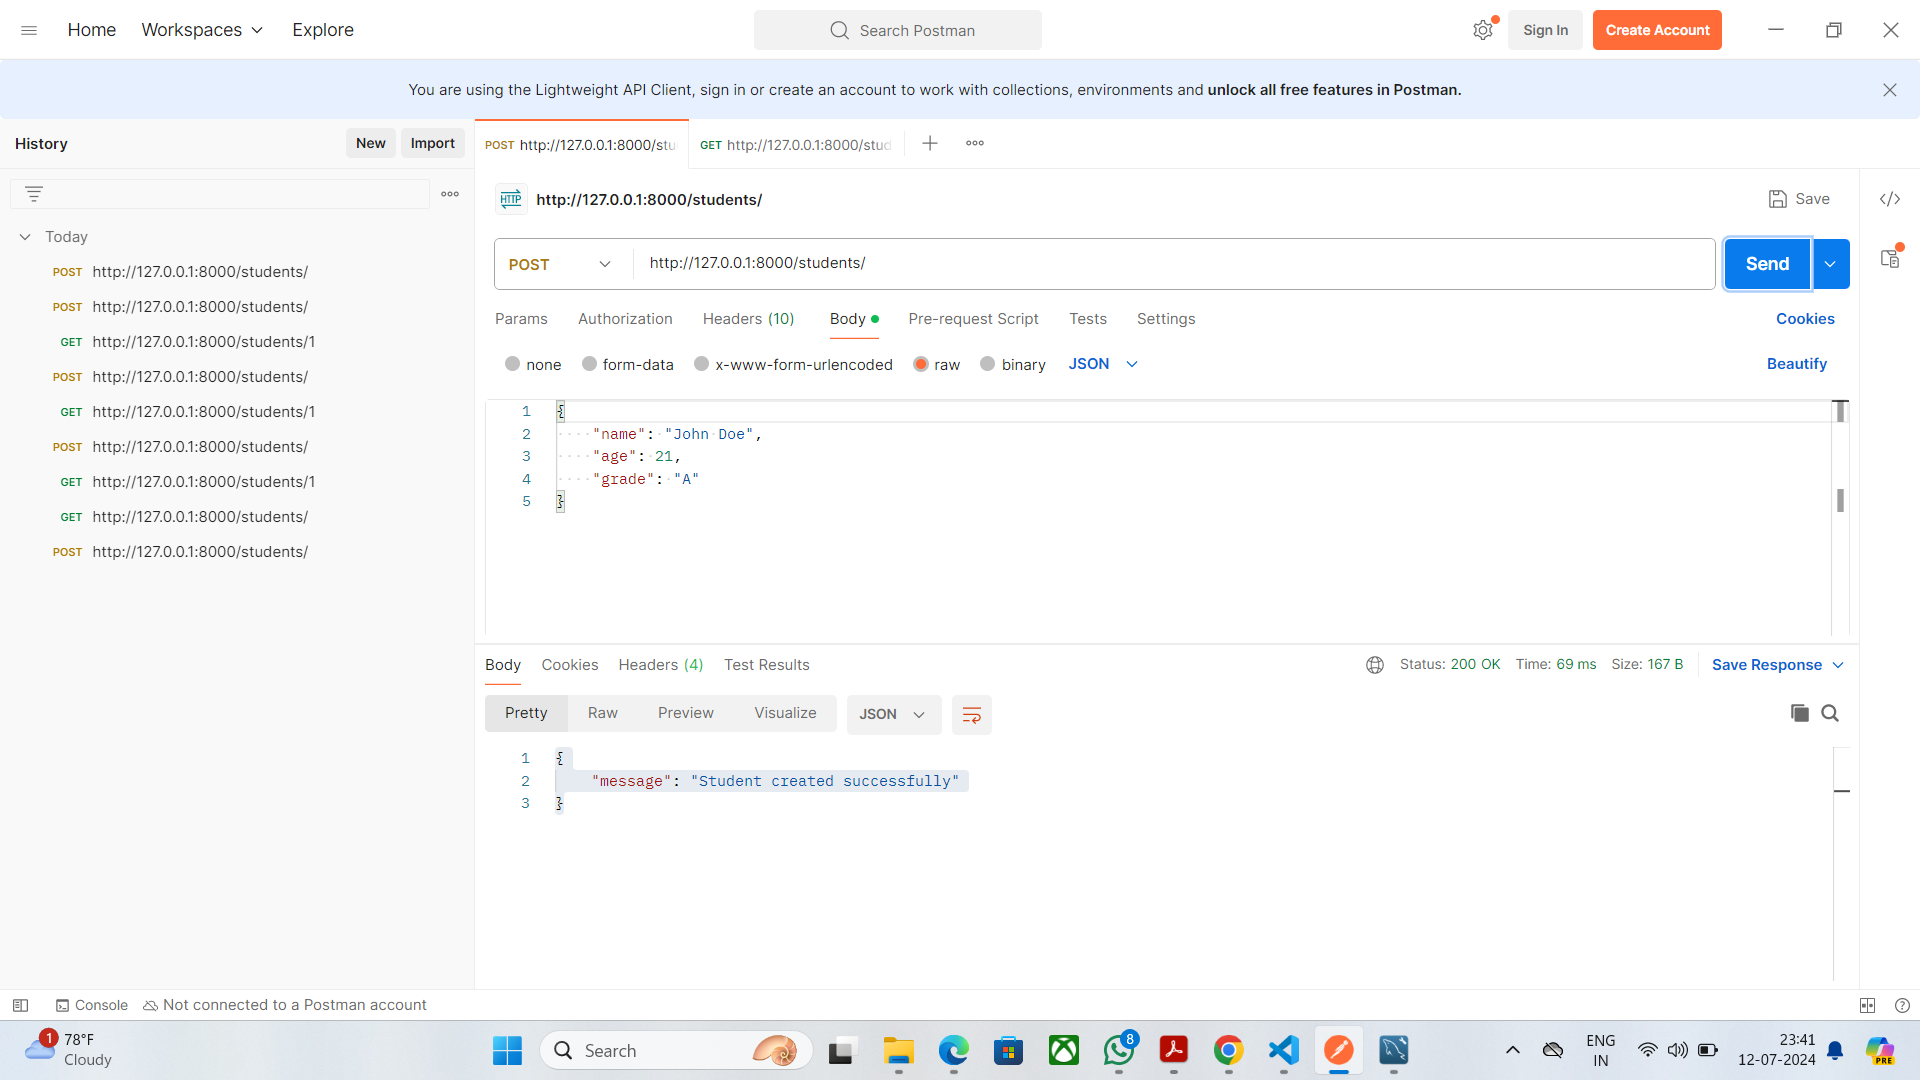 Home Workspaces Explore Search Postman Sign In Create Account
You are using the Lightweight API Client, sign in or create an account to work with collections, environments and unlock all free features in Postman.
History New Import
POST http://127.0.0.1:8000/stu GET http://127.0.0.1:8000/stud
HTTP http://127.0.0.1:8000/students/ Save
Today
POST http://127.0.0.1:8000/students/
POST http://127.0.0.1:8000/students/
GET http://127.0.0.1:8000/students/1
POST http://127.0.0.1:8000/students/
GET http://127.0.0.1:8000/students/1
POST http://127.0.0.1:8000/students/
GET http://127.0.0.1:8000/students/1
GET http://127.0.0.1:8000/students/
POST http://127.0.0.1:8000/students/
POST http://127.0.0.1:8000/students/ Send
Params Authorization Headers (10) Body Pre-request Script Tests Settings Cookies
none form-data x-www-form-urlencoded raw binary JSON Beautify
1 {
2 "name": "John Doe",
3 "age": 21,
4 "grade": "A"
5 }
Body Cookies Headers (4) Test Results Status: 200 OK Time: 69 ms Size: 167 B Save Response
Pretty Raw Preview Visualize JSON
1 {
2 "message": "Student created successfully"
3 }
Console Not connected to a Postman account
1 78°F
Cloudy
Search
8
ENG
IN
23:41
12-07-2024
PRE